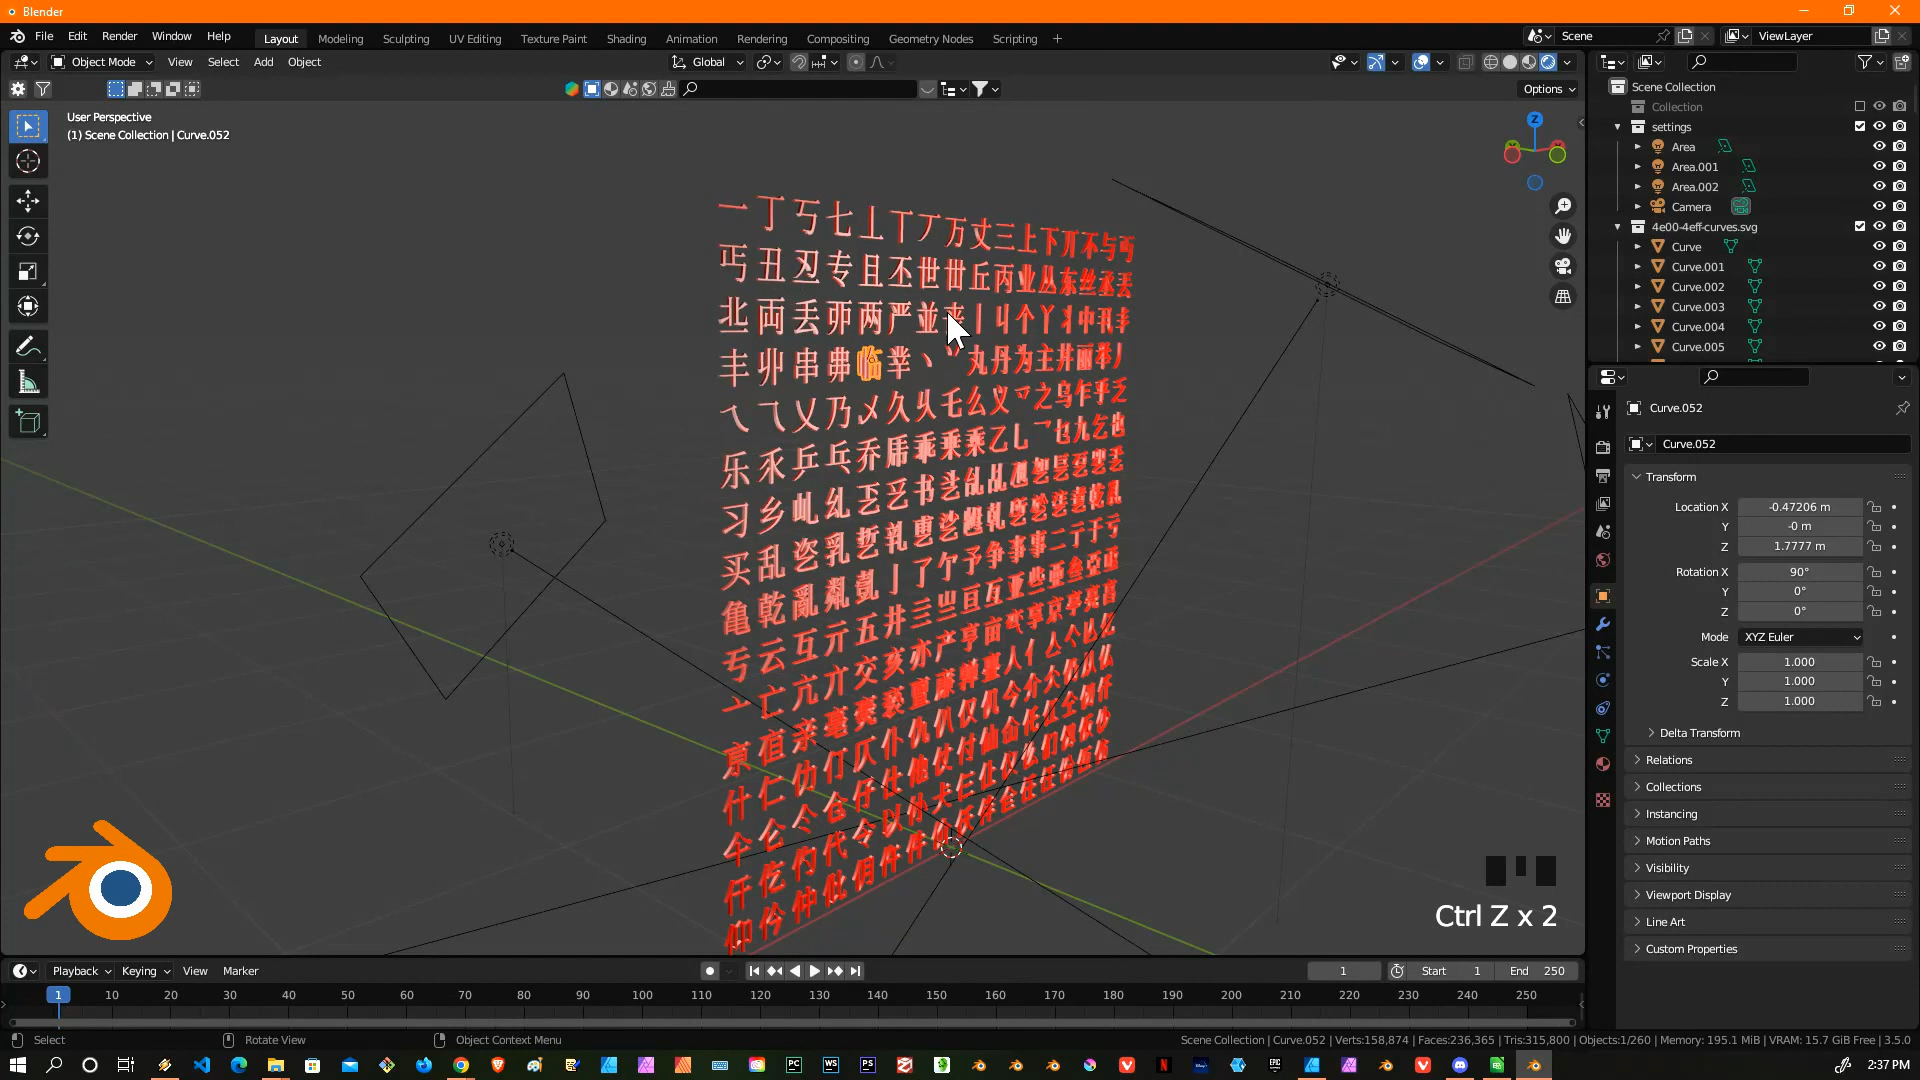 Blender
File Edit Render Window Help Layout Modeling Sculpting UV Editing Texture Paint Shading Animation Rendering Compositing Geometry Nodes Scripting Scene ViewLayer
Object Mode View Select Add Object Global
Options
User Perspective
(1) Scene Collection | Curve.052
Scene Collection
Collection
settings
Area
Area.001
Area.002
Camera
4e00-4eff-curves.svg
Curve
Curve.001
Curve.002
Curve.003
Curve.004
Curve.005
一丁丂七丄丅丆万丈三上下丌不与丏
丐丑丒专且丕世丗丘丙业丛东丝丞丢
北両丢丣两严並丧丨丩个丫丬中丮丰
丰丱串丳临丵丶丷丸丹为主丼丽举丿
乀乁乂乃乄久乆乇么义乊之乌乍乎乏
乐乑乒乓乔乕乖乗乘乙乚乛乜九乞也
习乡乢乣乤乥书乧乨乩乪乫乬乭乮乯
买乱乲乳乴乵乶乷乸乹乺乻乼乽乾乿
亀亁亂亃亄亅了亇予争亊事二亍于亏
亐云互亓五井亖亗亘亙亚些亜亝亞亟
亠亡亢亣交亥亦产亨亩亪享京亭亮亯
亰亱亲亳亴亵亶亷亸亹人亻亼亽亾亿
什仁仂仃仄仆仇仈仉今介仌仍从仏
仐仑仒仓仔仕他仗付仙仚仛仜仝仞仟
仠仡仢代令以仦仧仨仩仪仫们仭仮仯
仰仱仲仳仴仵件价仸仹仺任仼份仾仿
Curve.052
Curve.052
Transform
Location X -0.47206 m
Y -0 m
Z 1.7777 m
Rotation X 90°
Y 0°
Z 0°
Mode XYZ Euler
Scale X 1.000
Y 1.000
Z 1.000
Delta Transform
Relations
Collections
Instancing
Motion Paths
Visibility
Viewport Display
Line Art
Custom Properties
Ctrl Z x 2
Playback Keying View Marker 1 Start 1 End 250
1 10 20 30 40 50 60 70 80 90 100 110 120 130 140 150 160 170 180 190 200 210 220 230 240 250
Select Rotate View Object Context Menu Scene Collection | Curve.052 | Verts:158,874 | Faces:236,365 | Tris:315,800 | Objects:1/260 | Memory: 195.1 MiB | VRAM: 15.7 GiB Free | 3.5.0
2:37 PM